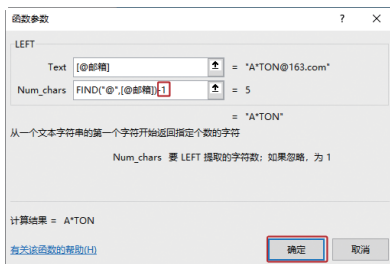 函数参数 ? ×
LEFT
Text [@邮箱] = "A*TON@163.com"
Num_chars FIND("@",[@邮箱])-1 = 5
= "A*TON"
从一个文本字符串的第一个字符开始返回指定个数的字符
Num_chars 要 LEFT 提取的字符数；如果忽略，为 1
计算结果 = A*TON
有关该函数的帮助(H) 确定 取消